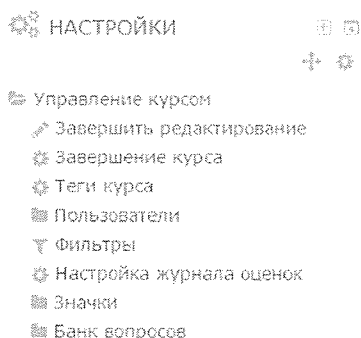 НАСТРОЙКИ
Управление курсом
Завершить редактирование
Завершение курса
Теги курса
Пользователи
Фильтры
Настройка журнала оценок
Значки
Банк вопросов